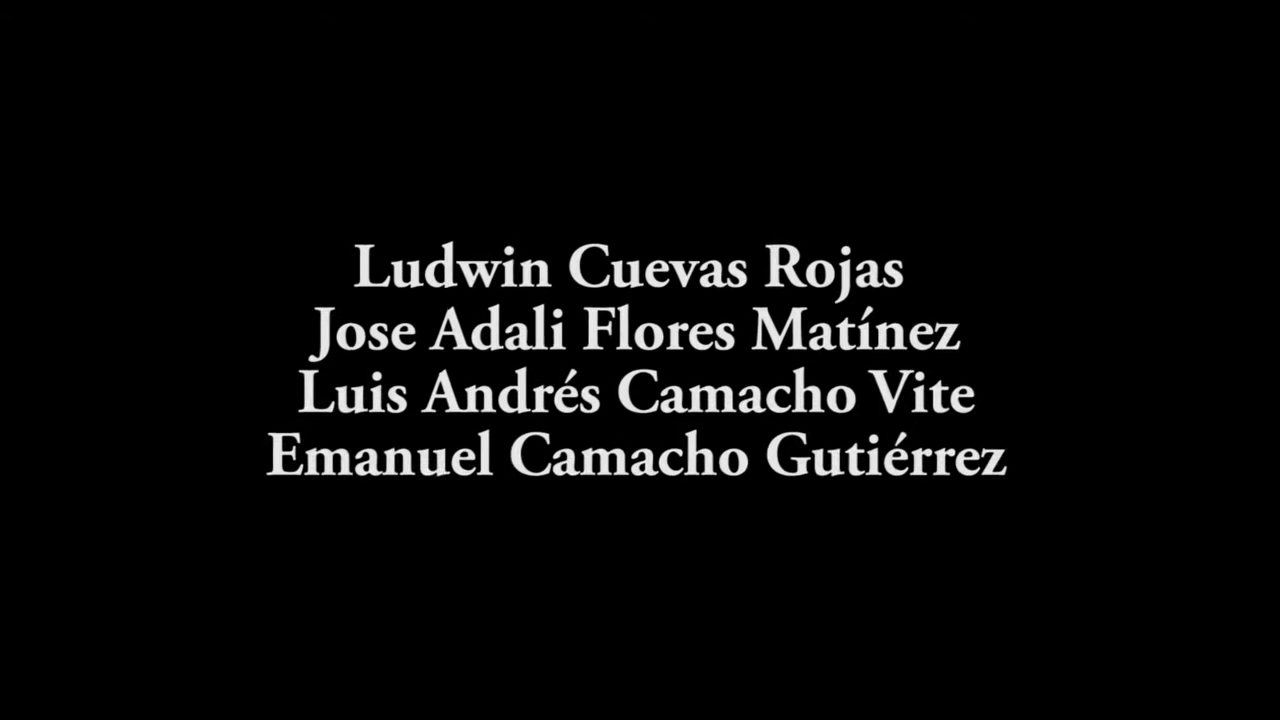 Ludwin Cuevas Rojas
Jose Adali Flores Matínez
Luis Andrés Camacho Vite
Emanuel Camacho Gutiérrez